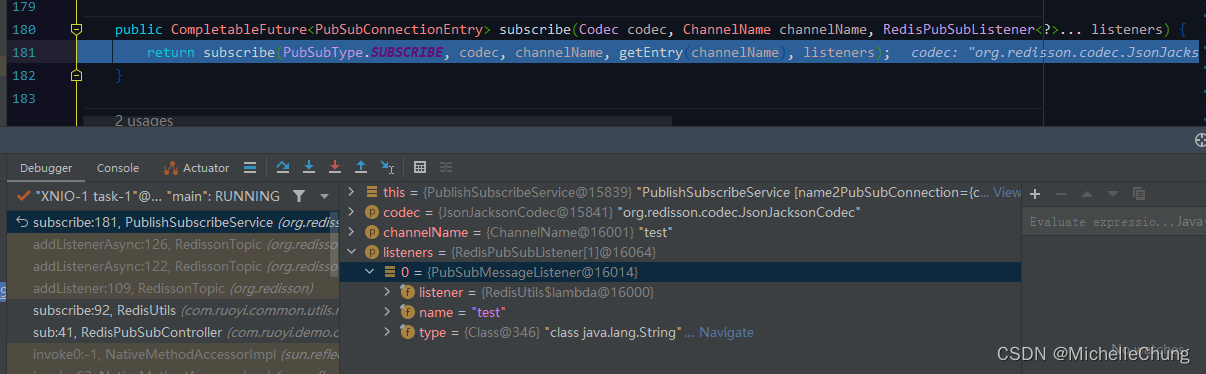 179
180 public CompletableFuture<PubSubConnectionEntry> subscribe(Codec codec, ChannelName channelName, RedisPubSubListener<?>... listeners) {
181 return subscribe(PubSubType.SUBSCRIBE, codec, channelName, getEntry(channelName), listeners); codec: "org.redisson.codec.JsonJacks
182 }
183
2 usages
Debugger Console Actuator
"XNIO-1 task-1"@... "main": RUNNING
subscribe:181, PublishSubscribeService (org.redisso
addListenerAsync:126, RedissonTopic (org.redisson
addListenerAsync:122, RedissonTopic (org.redisson
addListener:109, RedissonTopic (org.redisson)
subscribe:92, RedisUtils (com.ruoyi.common.utils.r
sub:41, RedisPubSubController (com.ruoyi.demo.c
invoke0:-1, NativeMethodAccessorImpl (sun.refle
this = {PublishSubscribeService@15839} "PublishSubscribeService [name2PubSubConnection={c... View
codec = {JsonJacksonCodec@15841} "org.redisson.codec.JsonJacksonCodec"
channelName = {ChannelName@16001} "test"
listeners = {RedisPubSubListener[1]@16064}
0 = {PubSubMessageListener@16014}
listener = {RedisUtils$lambda@16000}
name = "test"
type = {Class@346} "class java.lang.String" ... Navigate
Evaluate expressio...Java
No watches
CSDN @MichelleChung